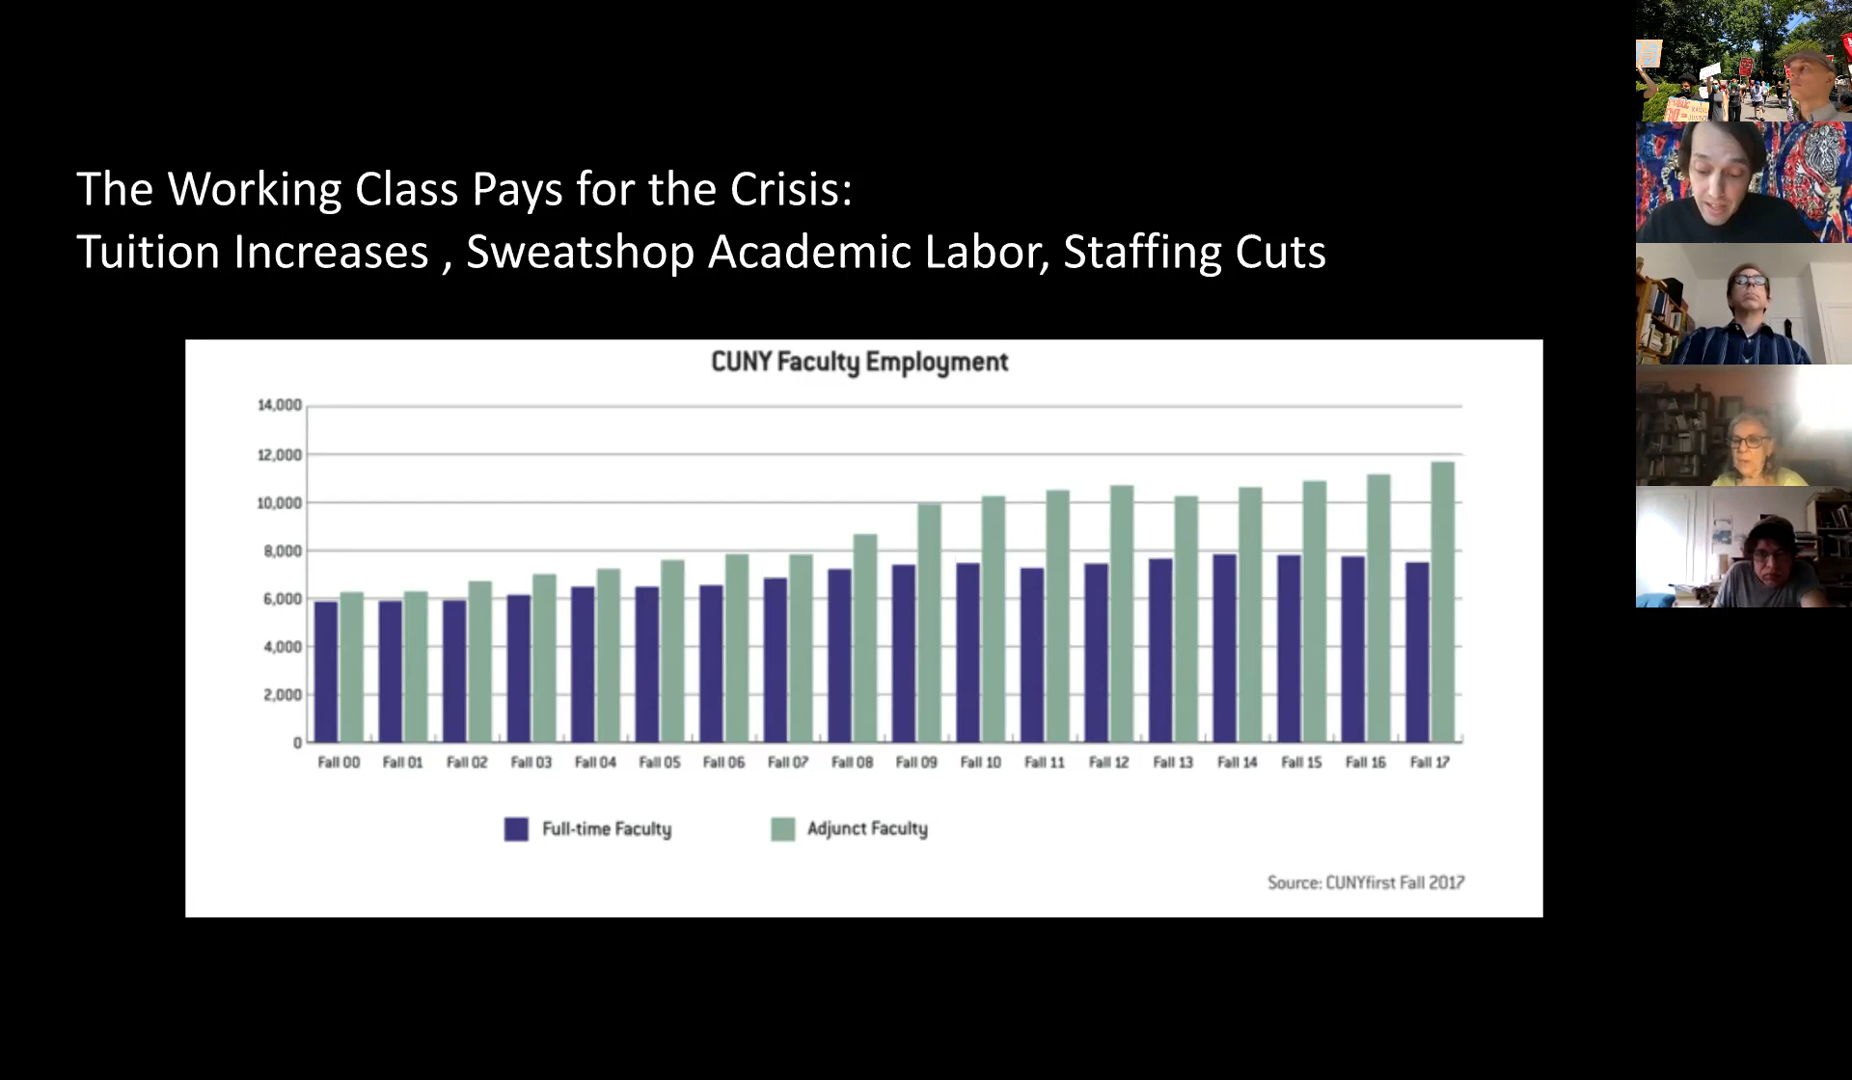 The Working Class Pays for the Crisis:
Tuition Increases , Sweatshop Academic Labor, Staffing Cuts
CUNY Faculty Employment
14,000
12,000
10,000
8,000
6,000
4,000
2,000
0
Fall 00 Fall 01 Fall 02 Fall 03 Fall 04 Fall 05 Fall 06 Fall 07 Fall 08 Fall 09 Fall 10 Fall 11 Fall 12 Fall 13 Fall 14 Fall 15 Fall 16 Fall 17
Full-time Faculty Adjunct Faculty
Source: CUNYfirst Fall 2017